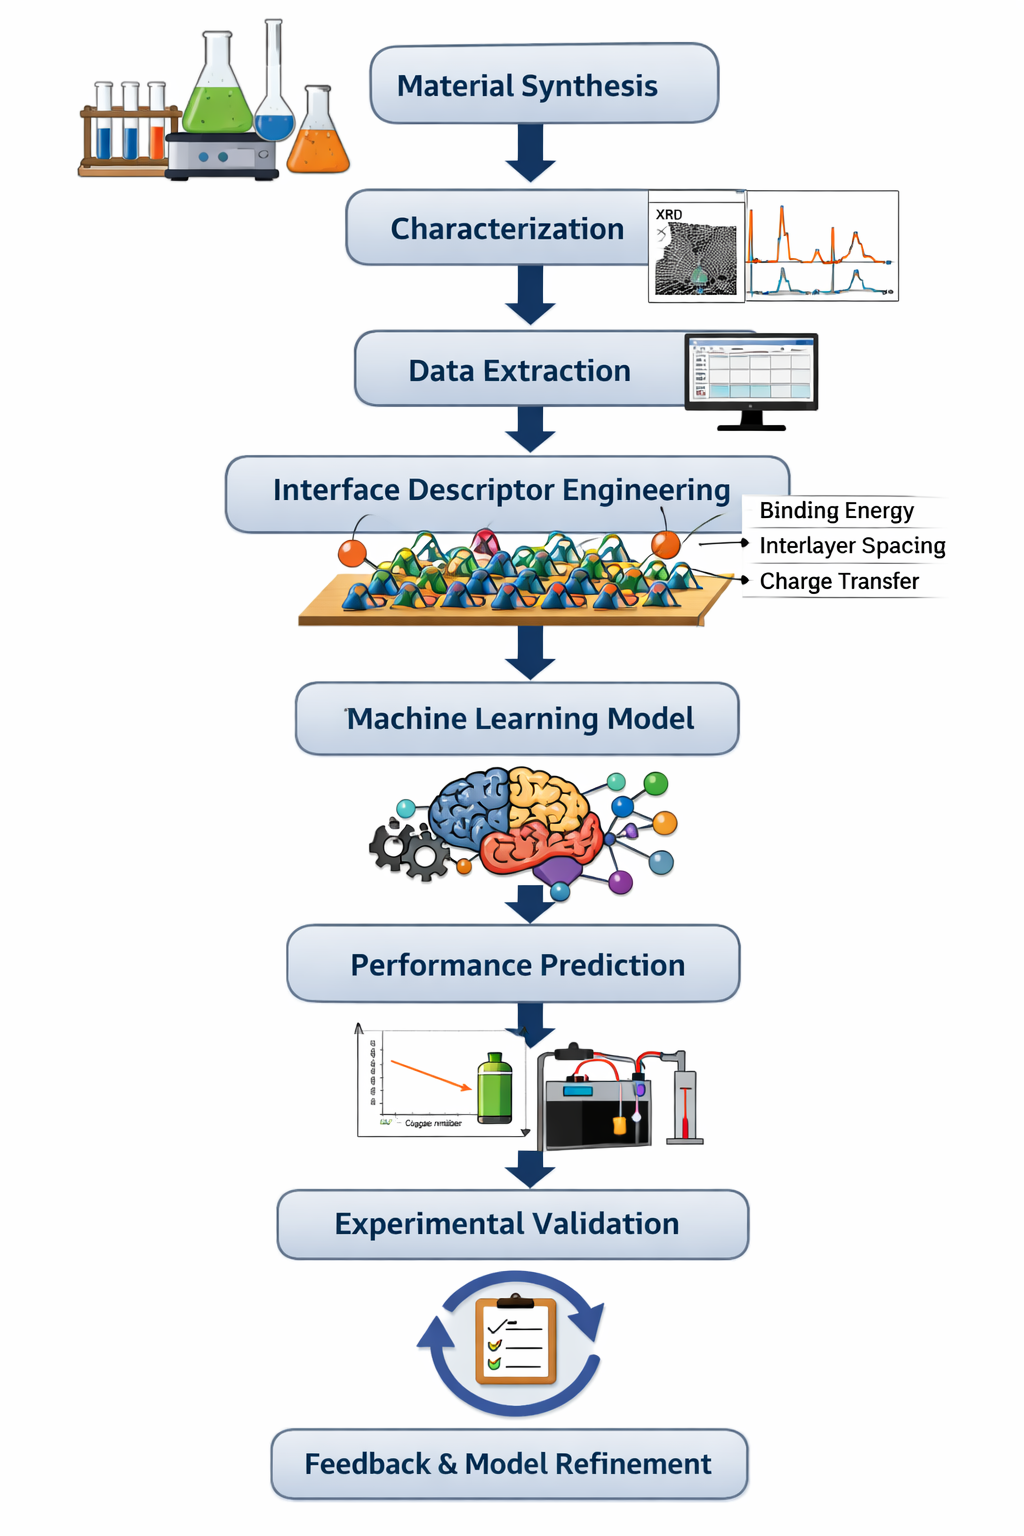 Material Synthesis
Characterization
XRD
Data Extraction
Interface Descriptor Engineering
Binding Energy
Interlayer Spacing
Charge Transfer
Machine Learning Model
Performance Prediction
Experimental Validation
Feedback & Model Refinement